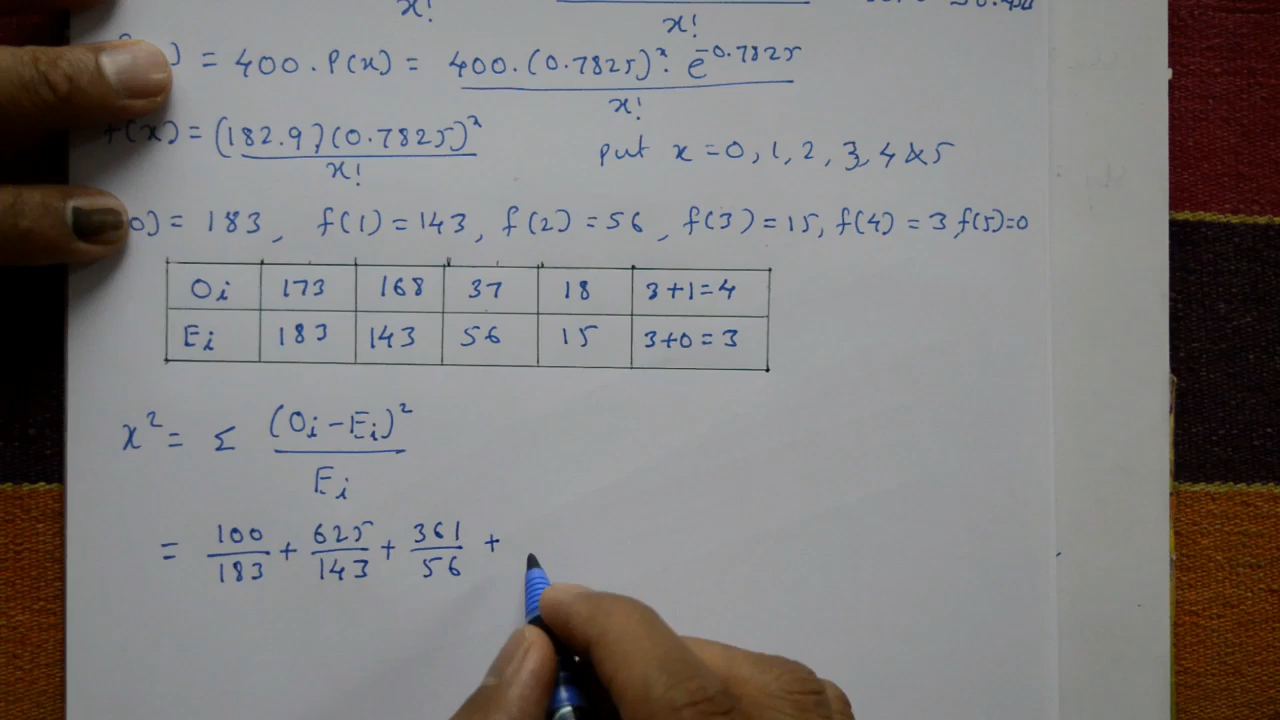 x! x!
) = 400 . P(x) = 400 . (0.7825)^x . e^-0.7825 / x!
f(x) = (182.9) (0.7825)^x / x! put x = 0, 1, 2, 3, 4 & 5
0) = 183, f(1) = 143, f(2) = 56, f(3) = 15, f(4) = 3 f(5)=0
Oi 173 168 37 18 3+1=4
Ei 183 143 56 15 3+0=3
x² = Σ (Oi - Ei)² / Ei
= 100/183 + 625/143 + 361/56 +